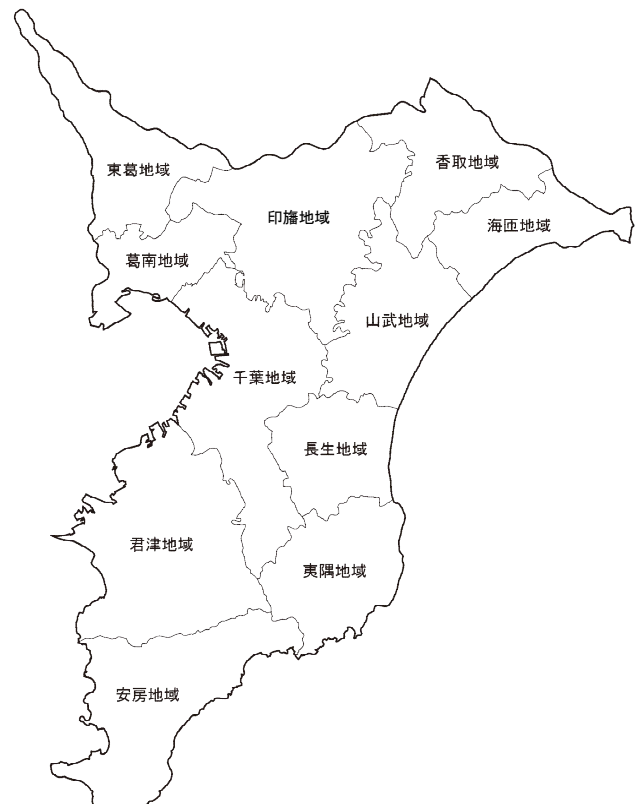 東葛地域
香取地域
印旛地域
海匝地域
葛南地域
山武地域
千葉地域
長生地域
君津地域
夷隅地域
安房地域